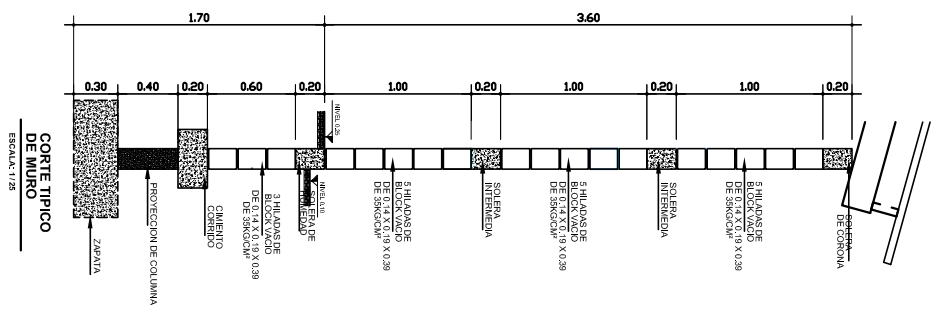 1.70
3.60
0.30
0.40
0.20
0.60
0.20
1.00
0.20
1.00
0.20
1.00
0.20
NIVEL 0.25
NIVEL 0.10
CORTE TIPICO
DE MURO
ESCALA: 1 / 25
ZAPATA
PROYECCION DE COLUMNA
CIMIENTO
CORRIDO
3 HILADAS DE
BLOCK VACIO
DE 0.14 X 0.19 X 0.39
DE 35KG/CM²
SOLERA DE
HUMEDAD
5 HILADAS DE
BLOCK VACIO
DE 0.14 X 0.19 X 0.39
DE 35KG/CM²
SOLERA
INTERMEDIA
5 HILADAS DE
BLOCK VACIO
DE 0.14 X 0.19 X 0.39
DE 35KG/CM²
SOLERA
INTERMEDIA
5 HILADAS DE
BLOCK VACIO
DE 0.14 X 0.19 X 0.39
DE 35KG/CM²
SOLERA
DE CORONA